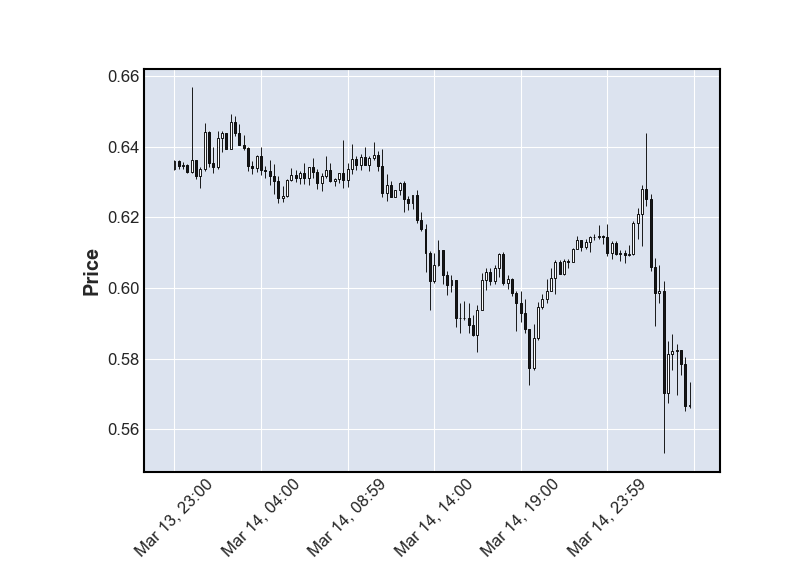 0.66
0.64
0.62
0.60
0.58
0.56
Price
Mar 13, 23:00
Mar 14, 04:00
Mar 14, 08:59
Mar 14, 14:00
Mar 14, 19:00
Mar 14, 23:59